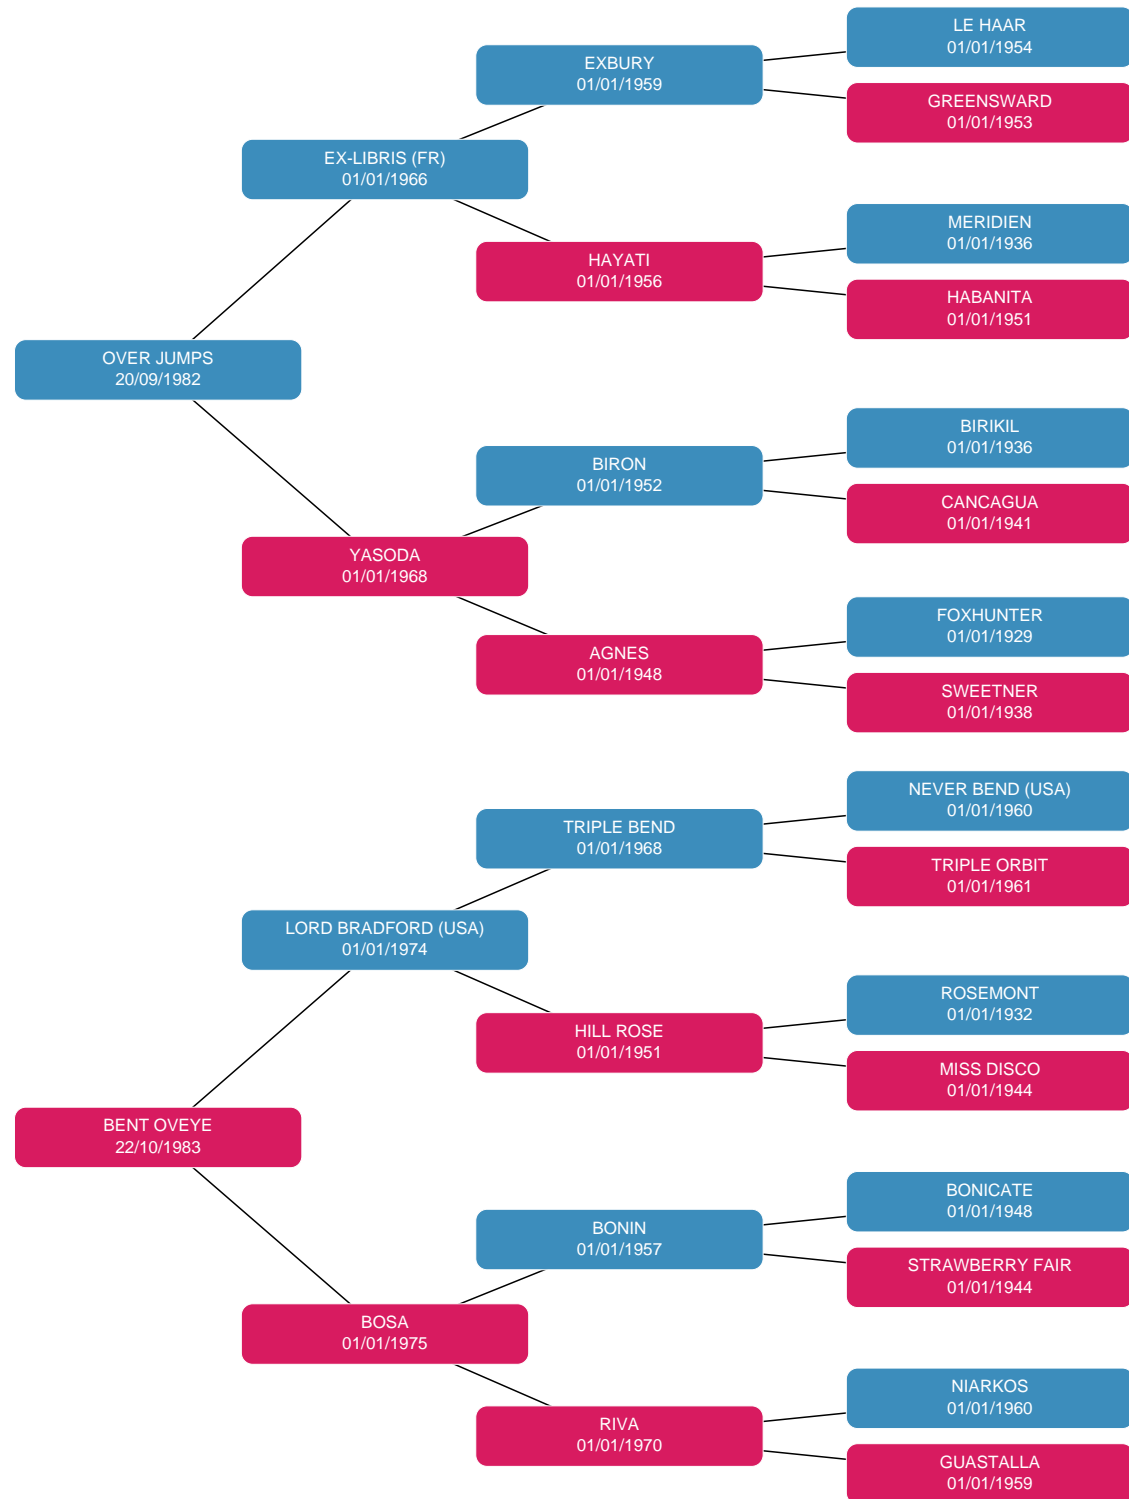 LE HAAR
01/01/1954
EXBURY
01/01/1959
GREENSWARD
01/01/1953
EX-LIBRIS (FR)
01/01/1966
MERIDIEN
01/01/1936
HAYATI
01/01/1956
HABANITA
01/01/1951
OVER JUMPS
20/09/1982
BIRIKIL
01/01/1936
BIRON
01/01/1952
CANCAGUA
01/01/1941
YASODA
01/01/1968
FOXHUNTER
01/01/1929
AGNES
01/01/1948
SWEETNER
01/01/1938
NEVER BEND (USA)
01/01/1960
TRIPLE BEND
01/01/1968
TRIPLE ORBIT
01/01/1961
LORD BRADFORD (USA)
01/01/1974
ROSEMONT
01/01/1932
HILL ROSE
01/01/1951
MISS DISCO
01/01/1944
BENT OVEYE
22/10/1983
BONICATE
01/01/1948
BONIN
01/01/1957
STRAWBERRY FAIR
01/01/1944
BOSA
01/01/1975
NIARKOS
01/01/1960
RIVA
01/01/1970
GUASTALLA
01/01/1959